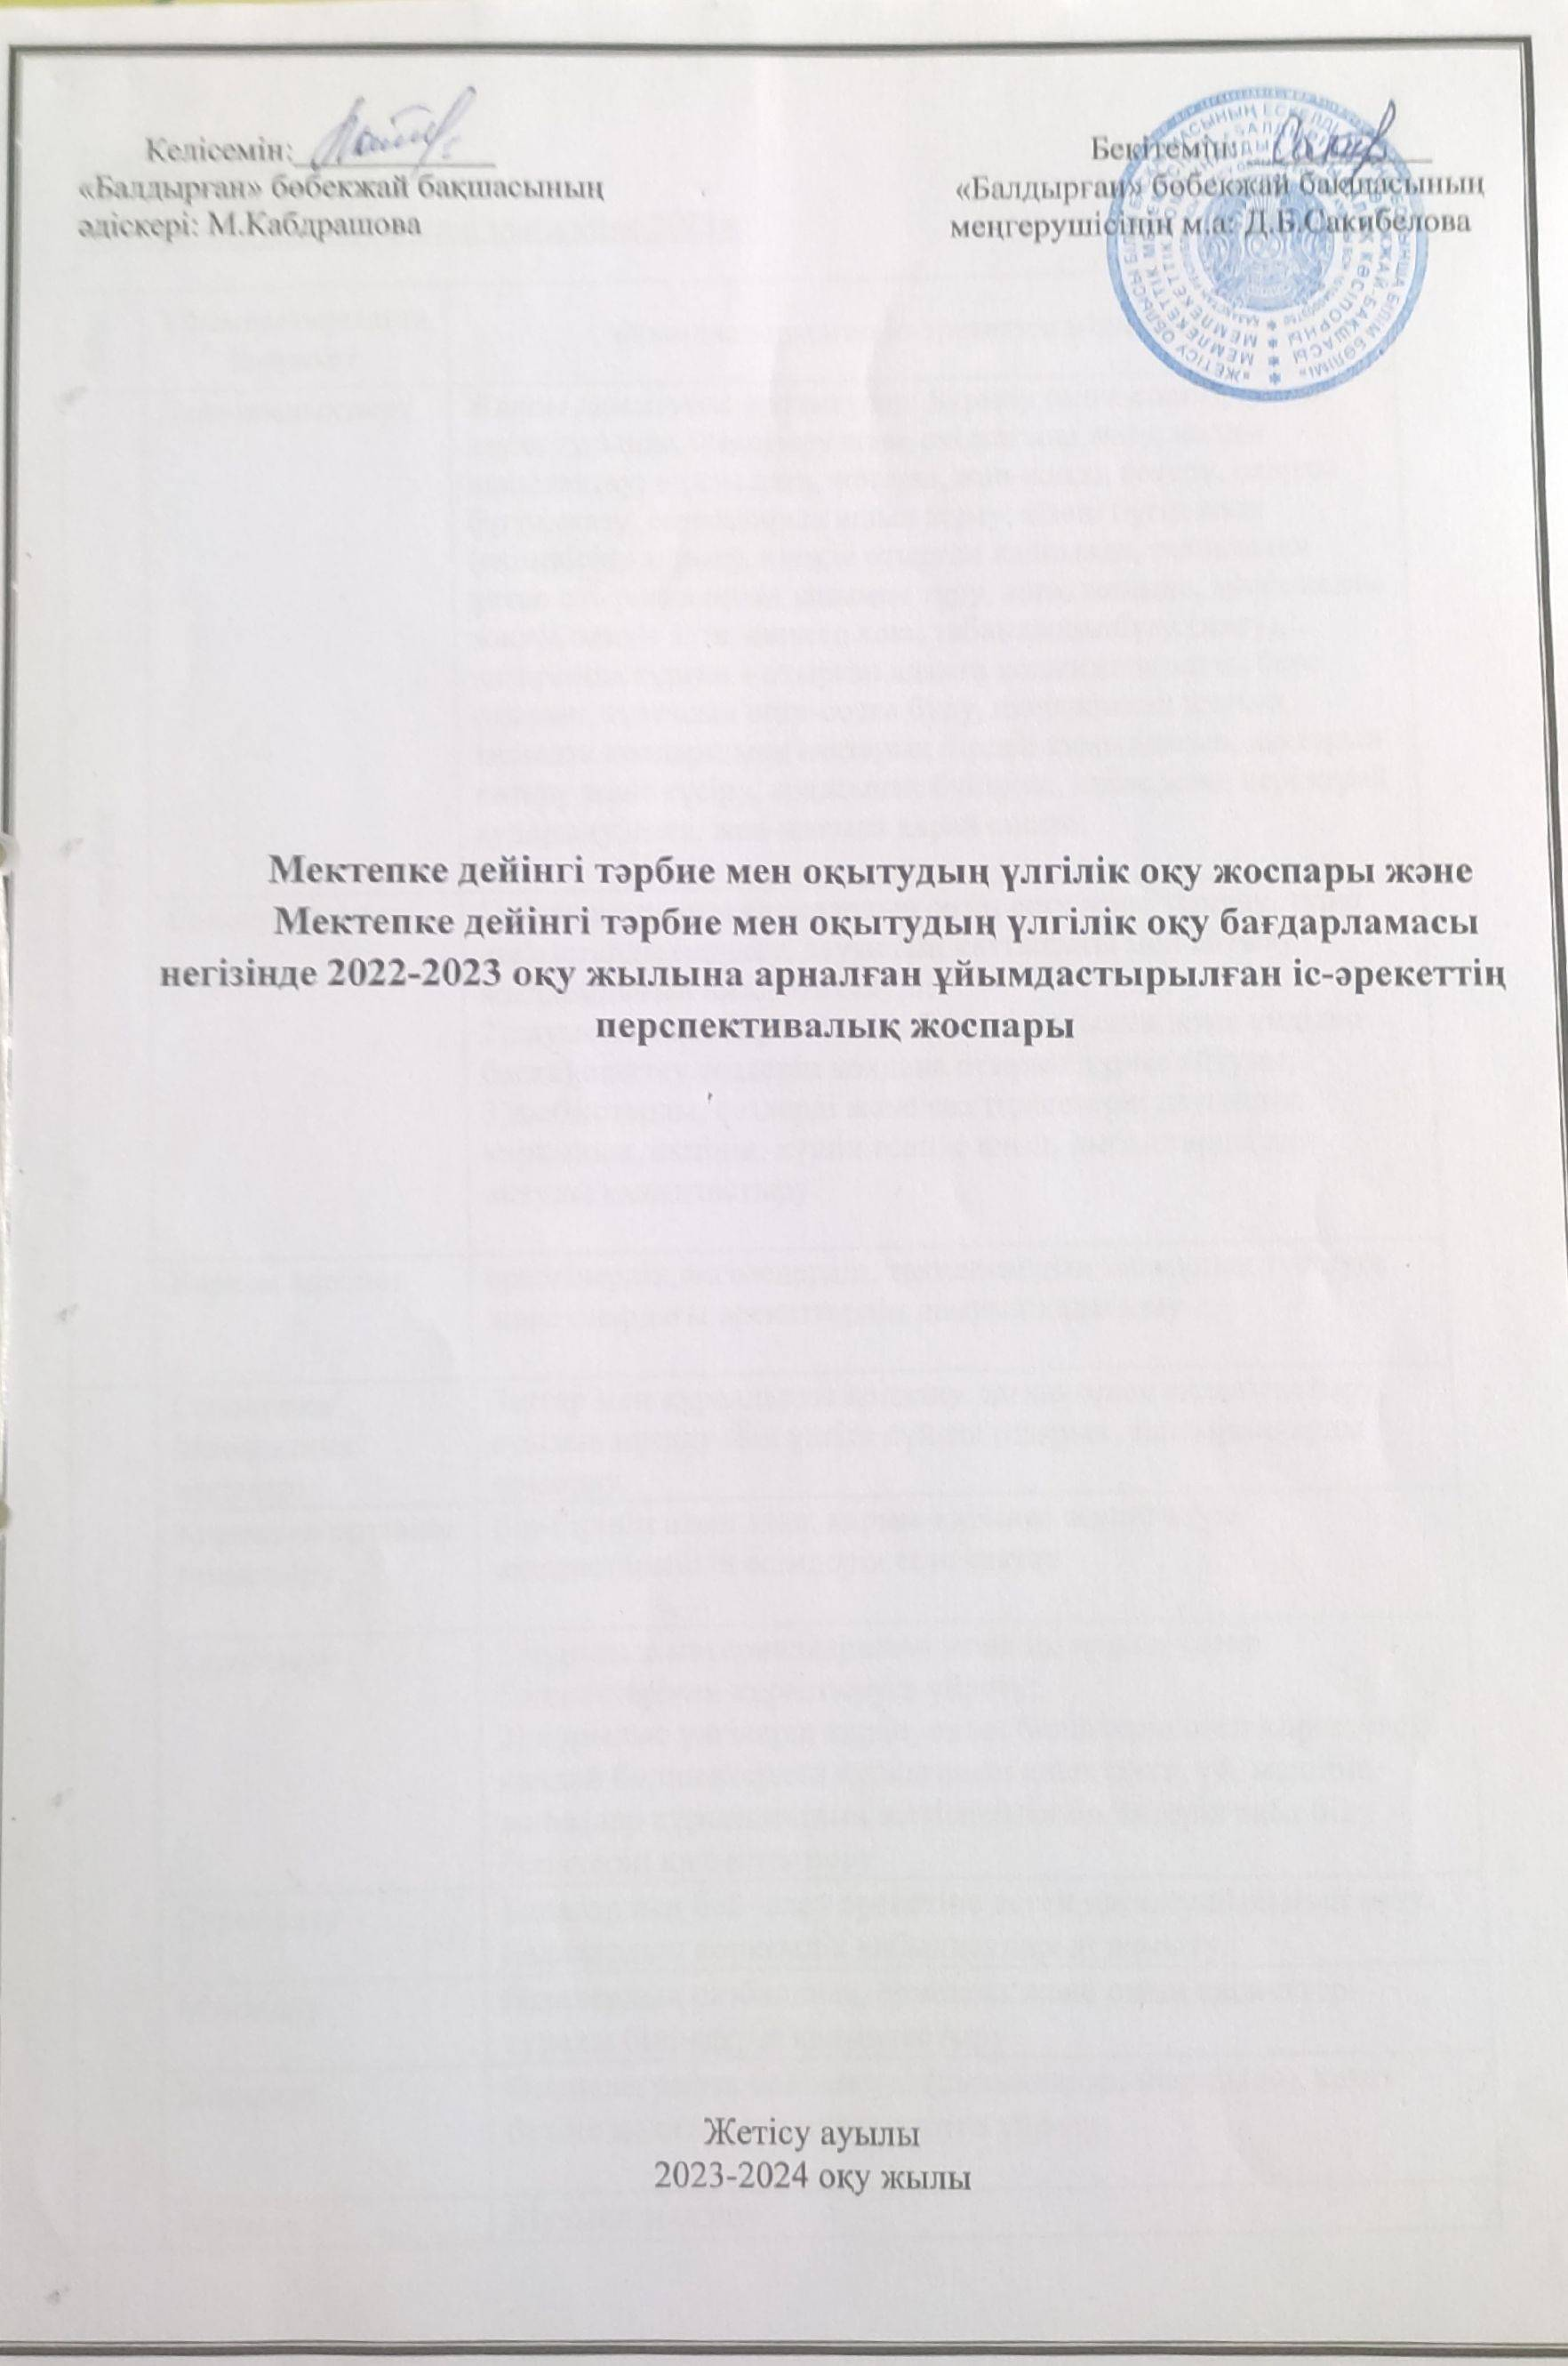 Келісемін:
«Балдырған» бөбекжай бақшасының
әдіскері: М.Кабдрашова
Бекітемін:
«Балдырған» бөбекжай бақшасының
меңгерушісінің м.а: Д.Б.Сакибелова
Мектепке дейінгі тәрбие мен оқытудың үлгілік оқу жоспары және
Мектепке дейінгі тәрбие мен оқытудың үлгілік оқу бағдарламасы
негізінде 2022-2023 оқу жылына арналған ұйымдастырылған іс-әрекеттің
перспективалық жоспары
Жетісу ауылы
2023-2024 оқу жылы